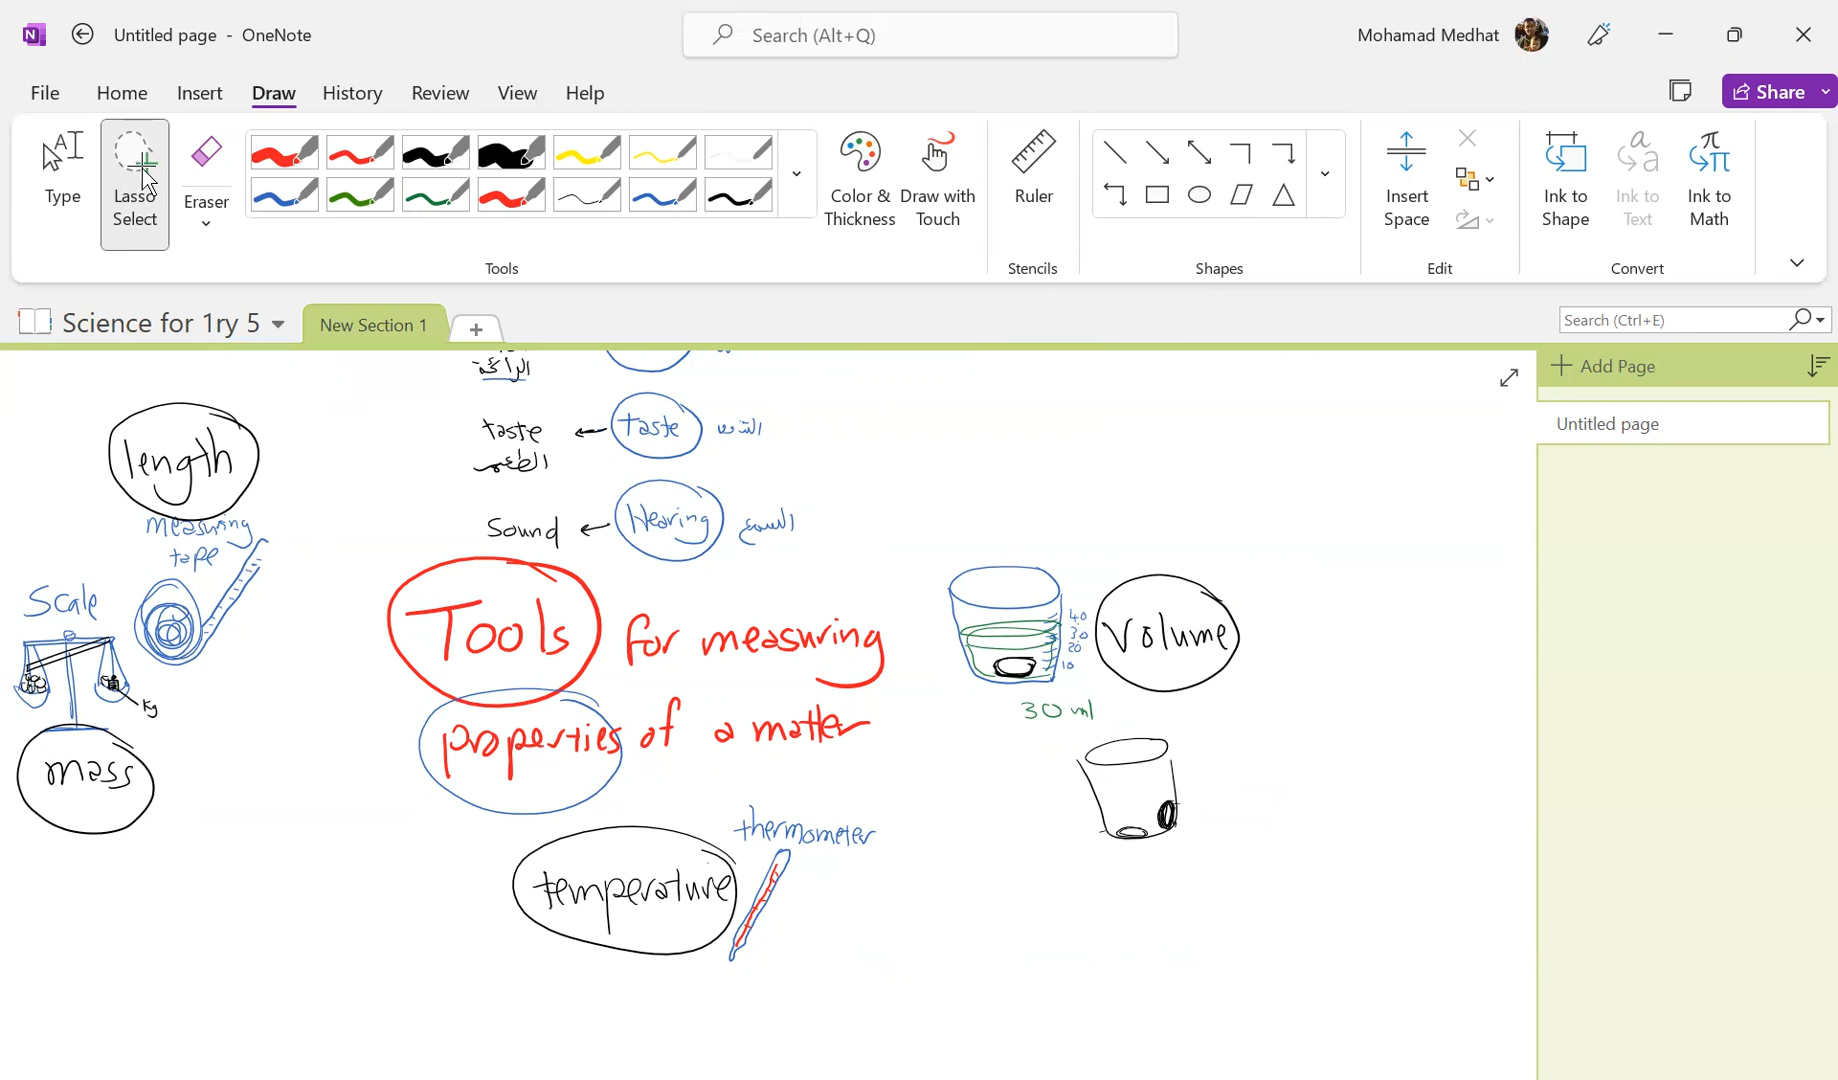 Untitled page - OneNote
Search (Alt+Q)
Mohamad Medhat
File Home Insert Draw History Review View Help
Share
Type
Lasso Select
Eraser
Color & Thickness
Draw with Touch
Ruler
Insert Space
Ink to Shape
Ink to Text
Ink to Math
Tools
Stencils
Shapes
Edit
Convert
Science for 1ry 5
New Section 1
Search (Ctrl+E)
Add Page
Untitled page
الرائحة
taste ← taste
الطعم
Sound ← Hearing السمع
length
measuring
tape
Scale
kg
mass
Tools for measuring
properties of a matter
40
30
20
10
Volume
30 ml
thermometer
temperature